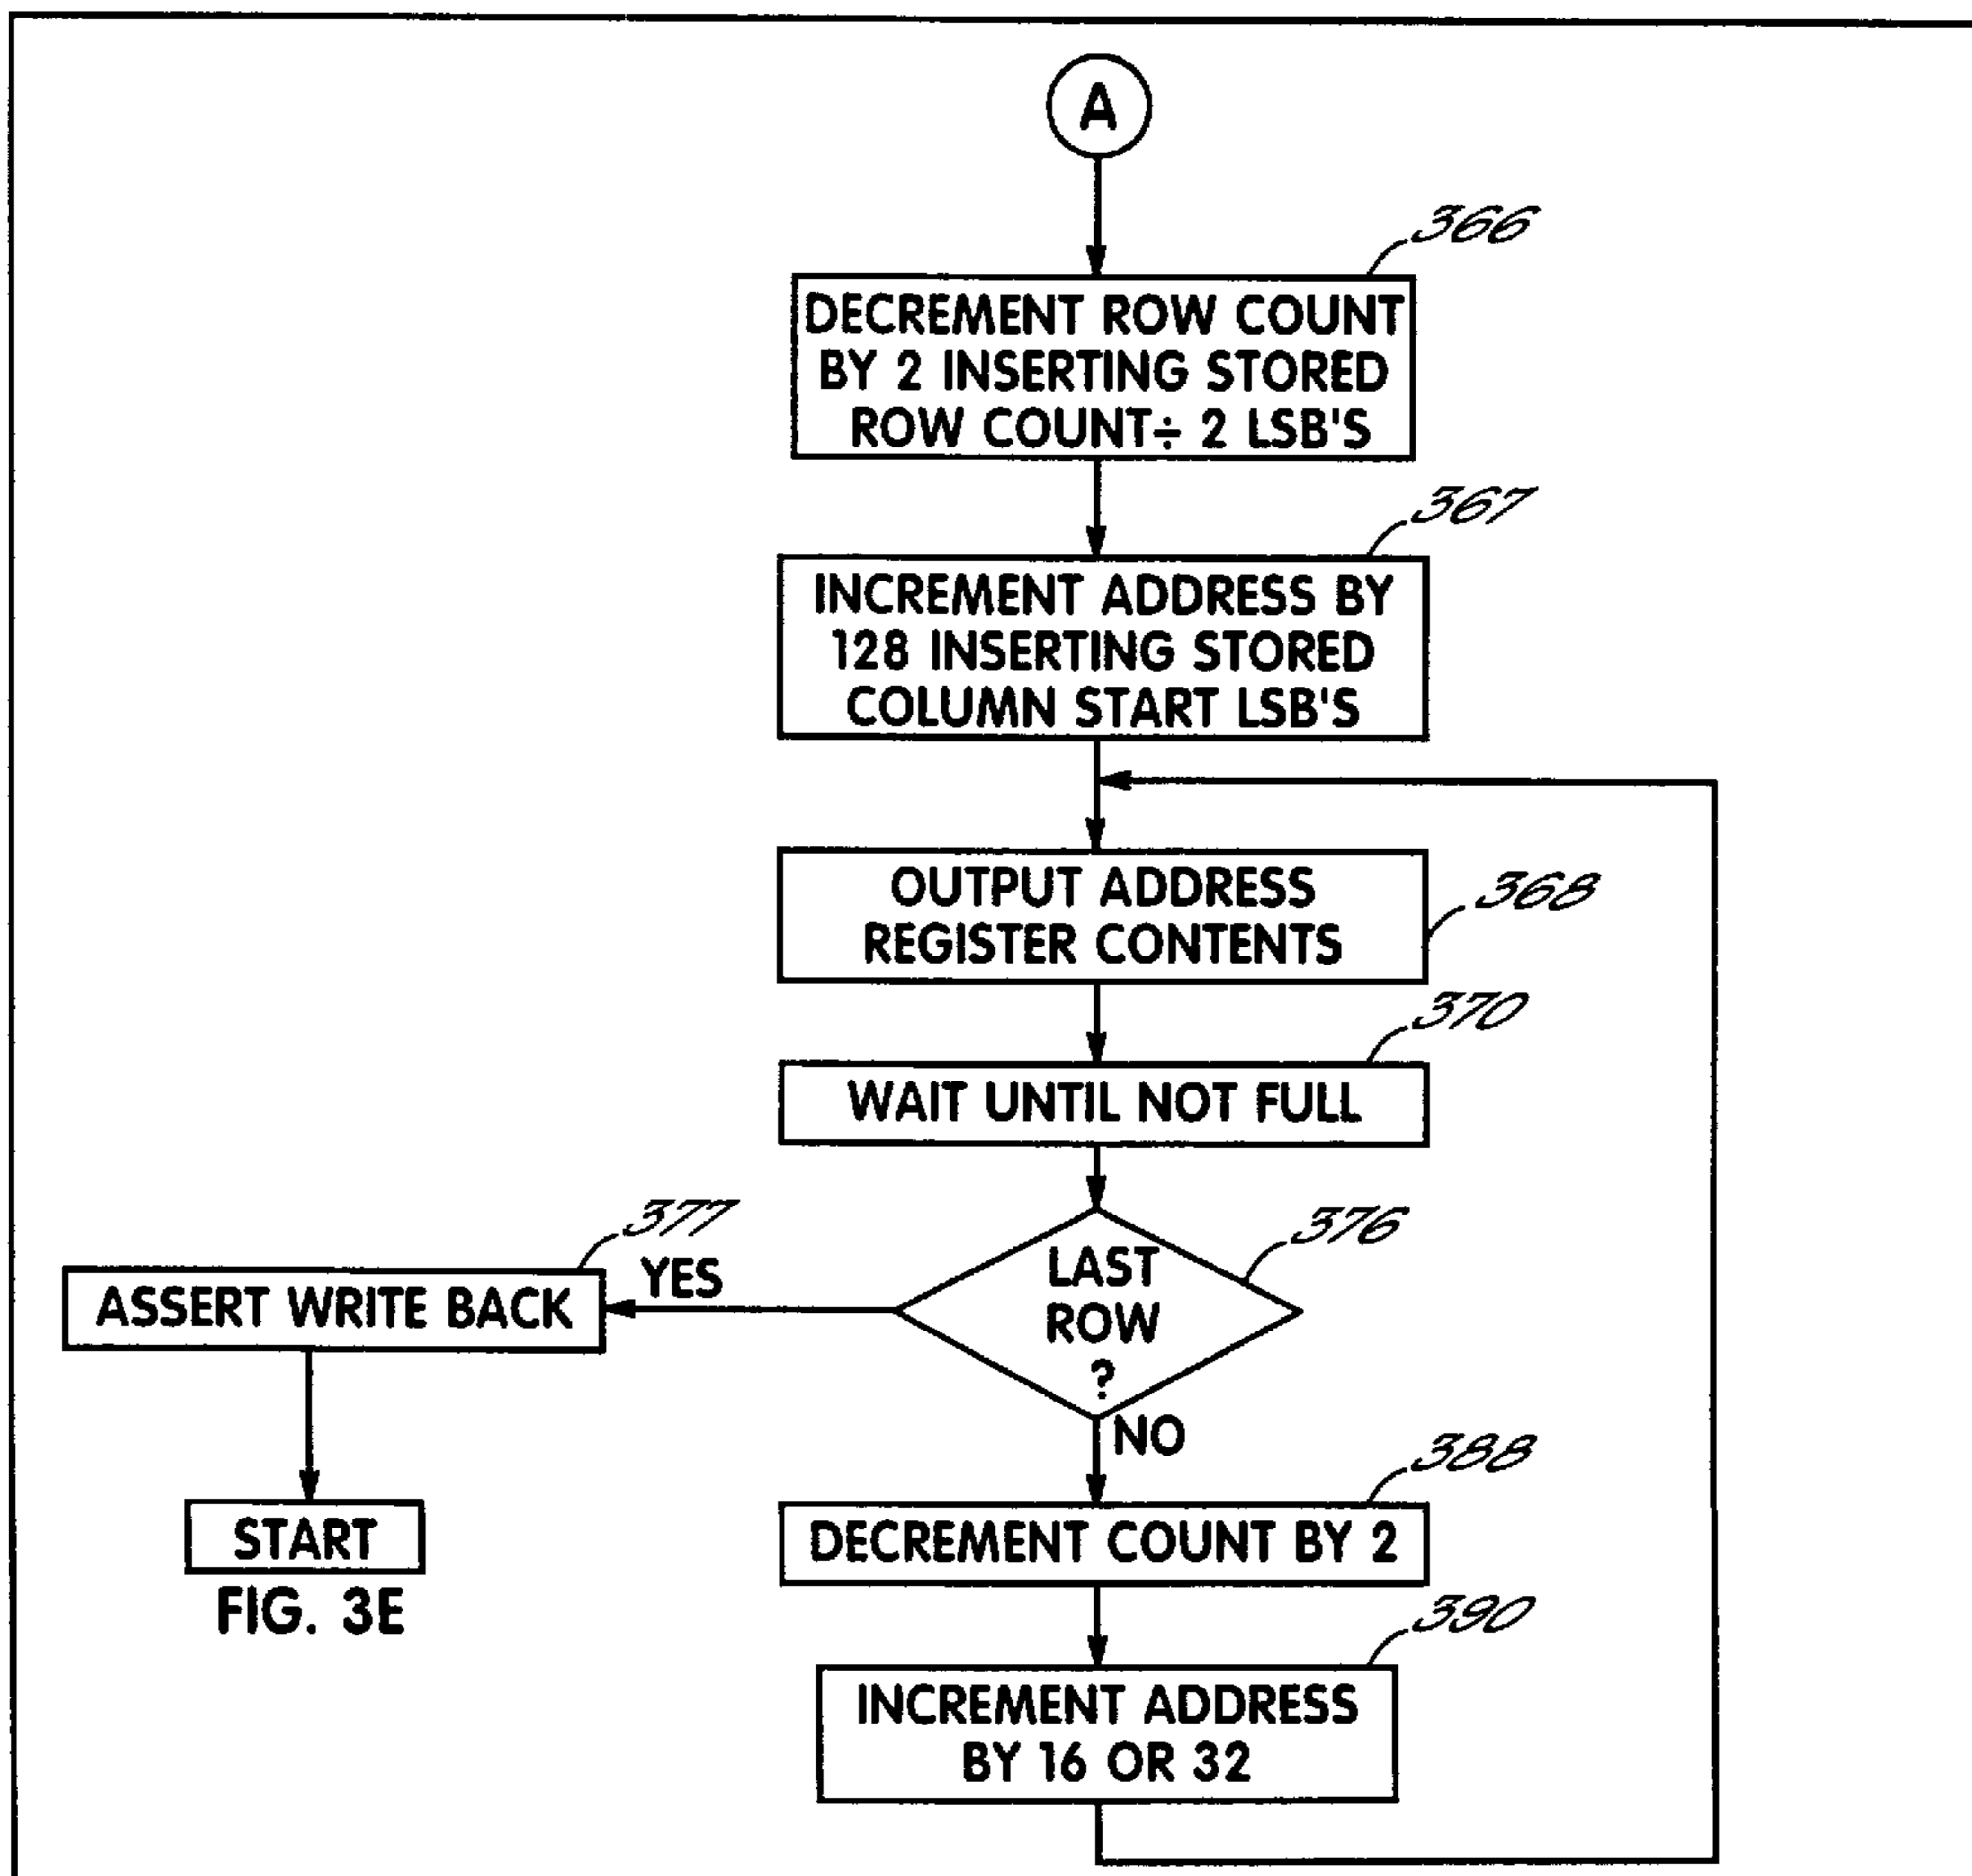 A
366
DECREMENT ROW COUNT
BY 2 INSERTING STORED
ROW COUNT÷ 2 LSB'S
367
INCREMENT ADDRESS BY
128 INSERTING STORED
COLUMN START LSB'S
OUTPUT ADDRESS
REGISTER CONTENTS
368
370
WAIT UNTIL NOT FULL
376
LAST
ROW
?
YES
377
ASSERT WRITE BACK
START
FIG. 3E
NO
388
DECREMENT COUNT BY 2
390
INCREMENT ADDRESS
BY 16 OR 32